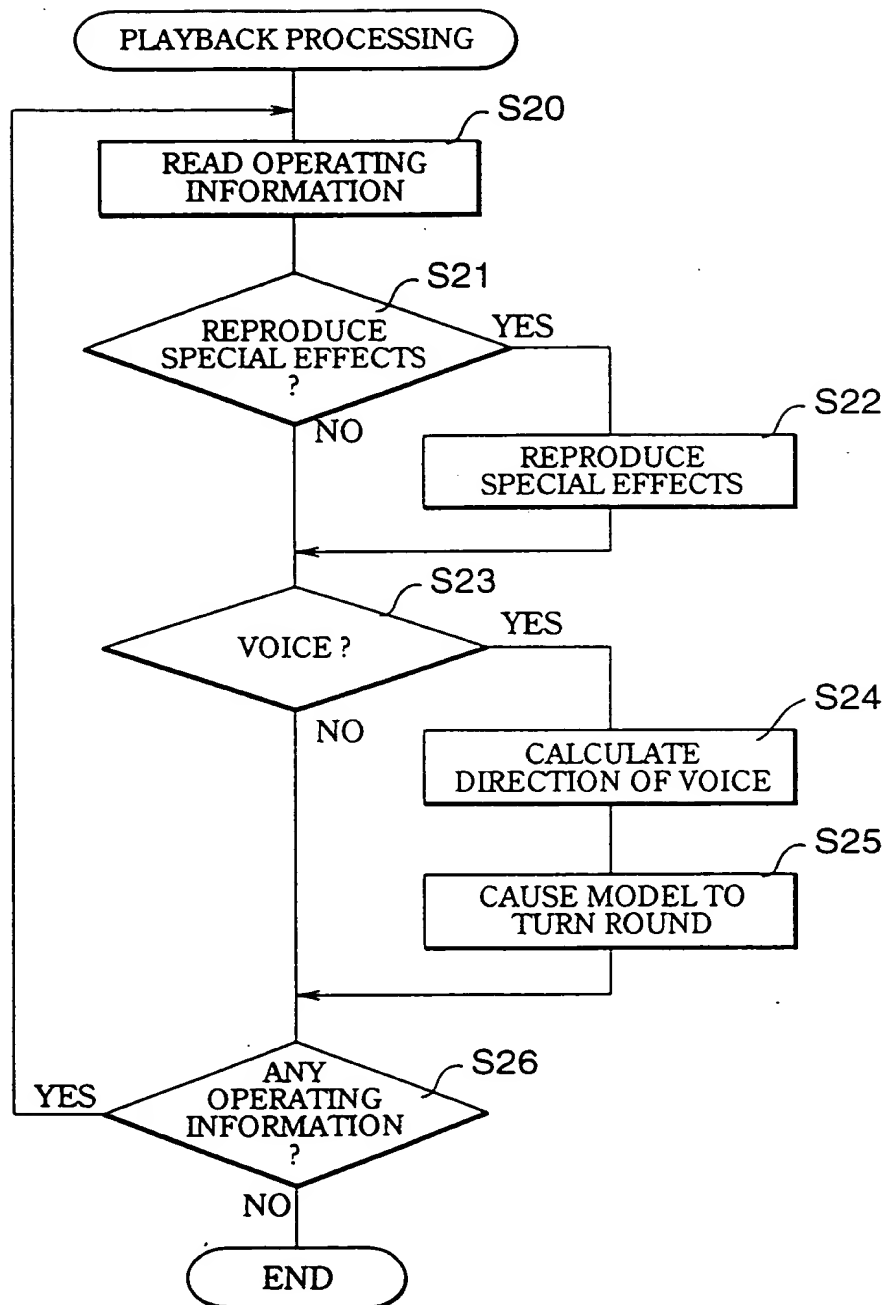 PLAYBACK PROCESSING
S20
READ OPERATING
INFORMATION
S21
REPRODUCE
SPECIAL EFFECTS
?
YES
NO
S22
REPRODUCE
SPECIAL EFFECTS
S23
VOICE ?
YES
NO
S24
CALCULATE
DIRECTION OF VOICE
S25
CAUSE MODEL TO
TURN ROUND
S26
ANY
OPERATING
INFORMATION
?
YES
NO
END